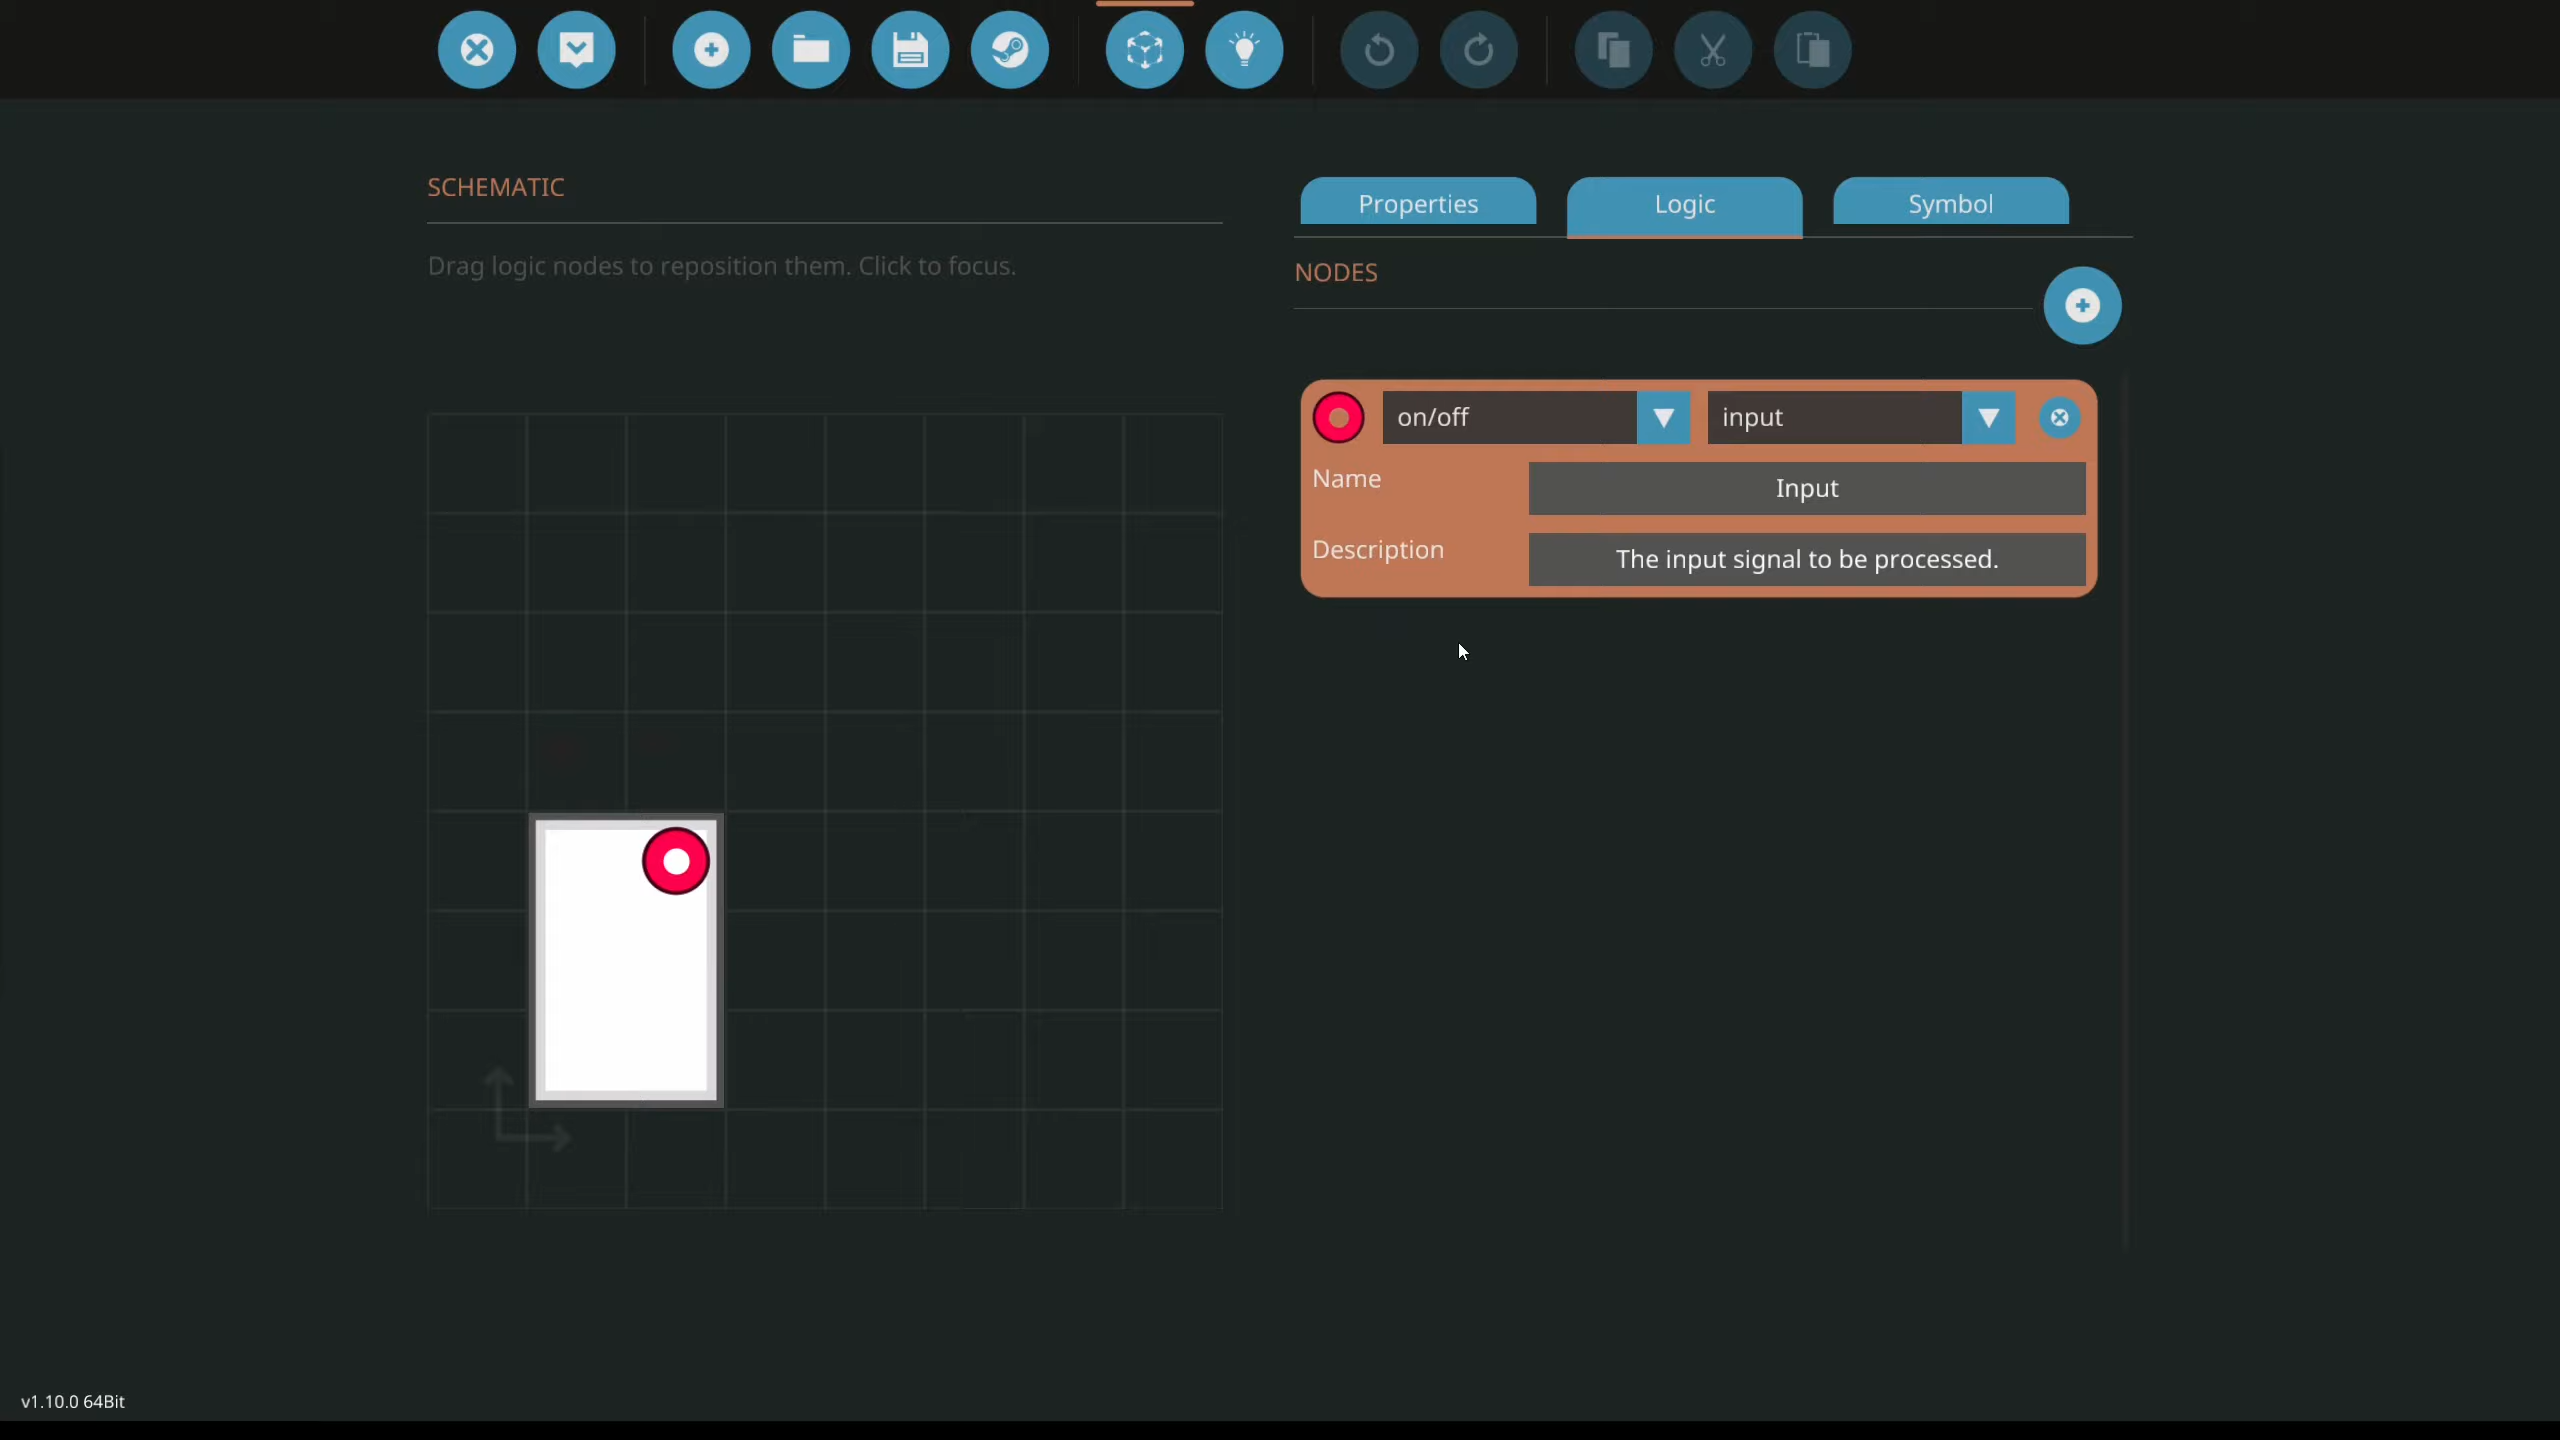 SCHEMATIC
Drag logic nodes to reposition them. Click to focus.
Properties
Logic
Symbol
NODES
on/off
input
Name
Input
Description
The input signal to be processed.
v1.10.0 64Bit